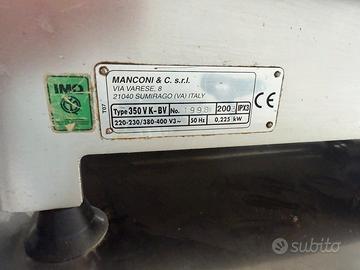 IMQ
MANCONI & C. s.r.l.
VIA VARESE, 8
21040 SUMIRAGO (VA) ITALY
T07
Type 350 V K-BV No. 1998 200 IPX3
220-230/380-400 V3~ 50 Hz 0,225 kW
CE
subito